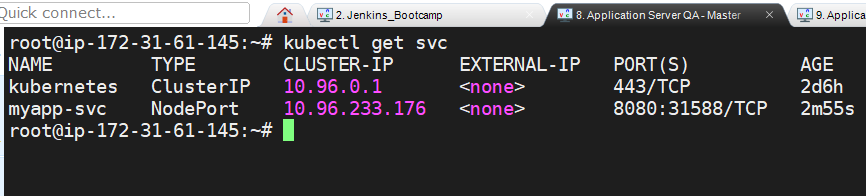 Quick connect...
2. Jenkins_Bootcamp
8. Application Server QA - Master
9. Applica
root@ip-172-31-61-145:~# kubectl get svc
NAME TYPE CLUSTER-IP EXTERNAL-IP PORT(S) AGE
kubernetes ClusterIP 10.96.0.1 <none> 443/TCP 2d6h
myapp-svc NodePort 10.96.233.176 <none> 8080:31588/TCP 2m55s
root@ip-172-31-61-145:~#